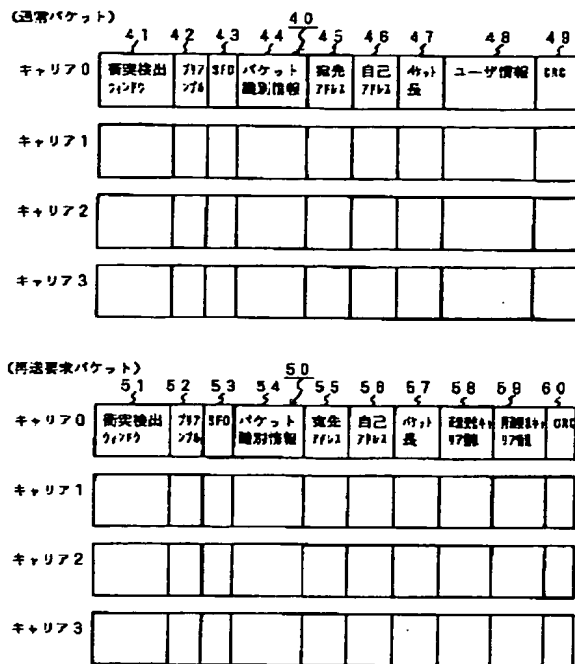 (通常パケット)
40
41 42 43 44 45 46 47 48 49
キャリア0 衝突検出ウィンドウ プリアンブル SFD パケット識別情報 宛先アドレス 自己アドレス パケット長 ユーザ情報 CRC
キャリア1
キャリア2
キャリア3
(再送要求パケット)
50
51 52 53 54 55 56 57 58 59 60
キャリア0 衝突検出ウィンドウ プリアンブル SFD パケット識別情報 宛先アドレス 自己アドレス パケット長 CRC
キャリア1
キャリア2
キャリア3